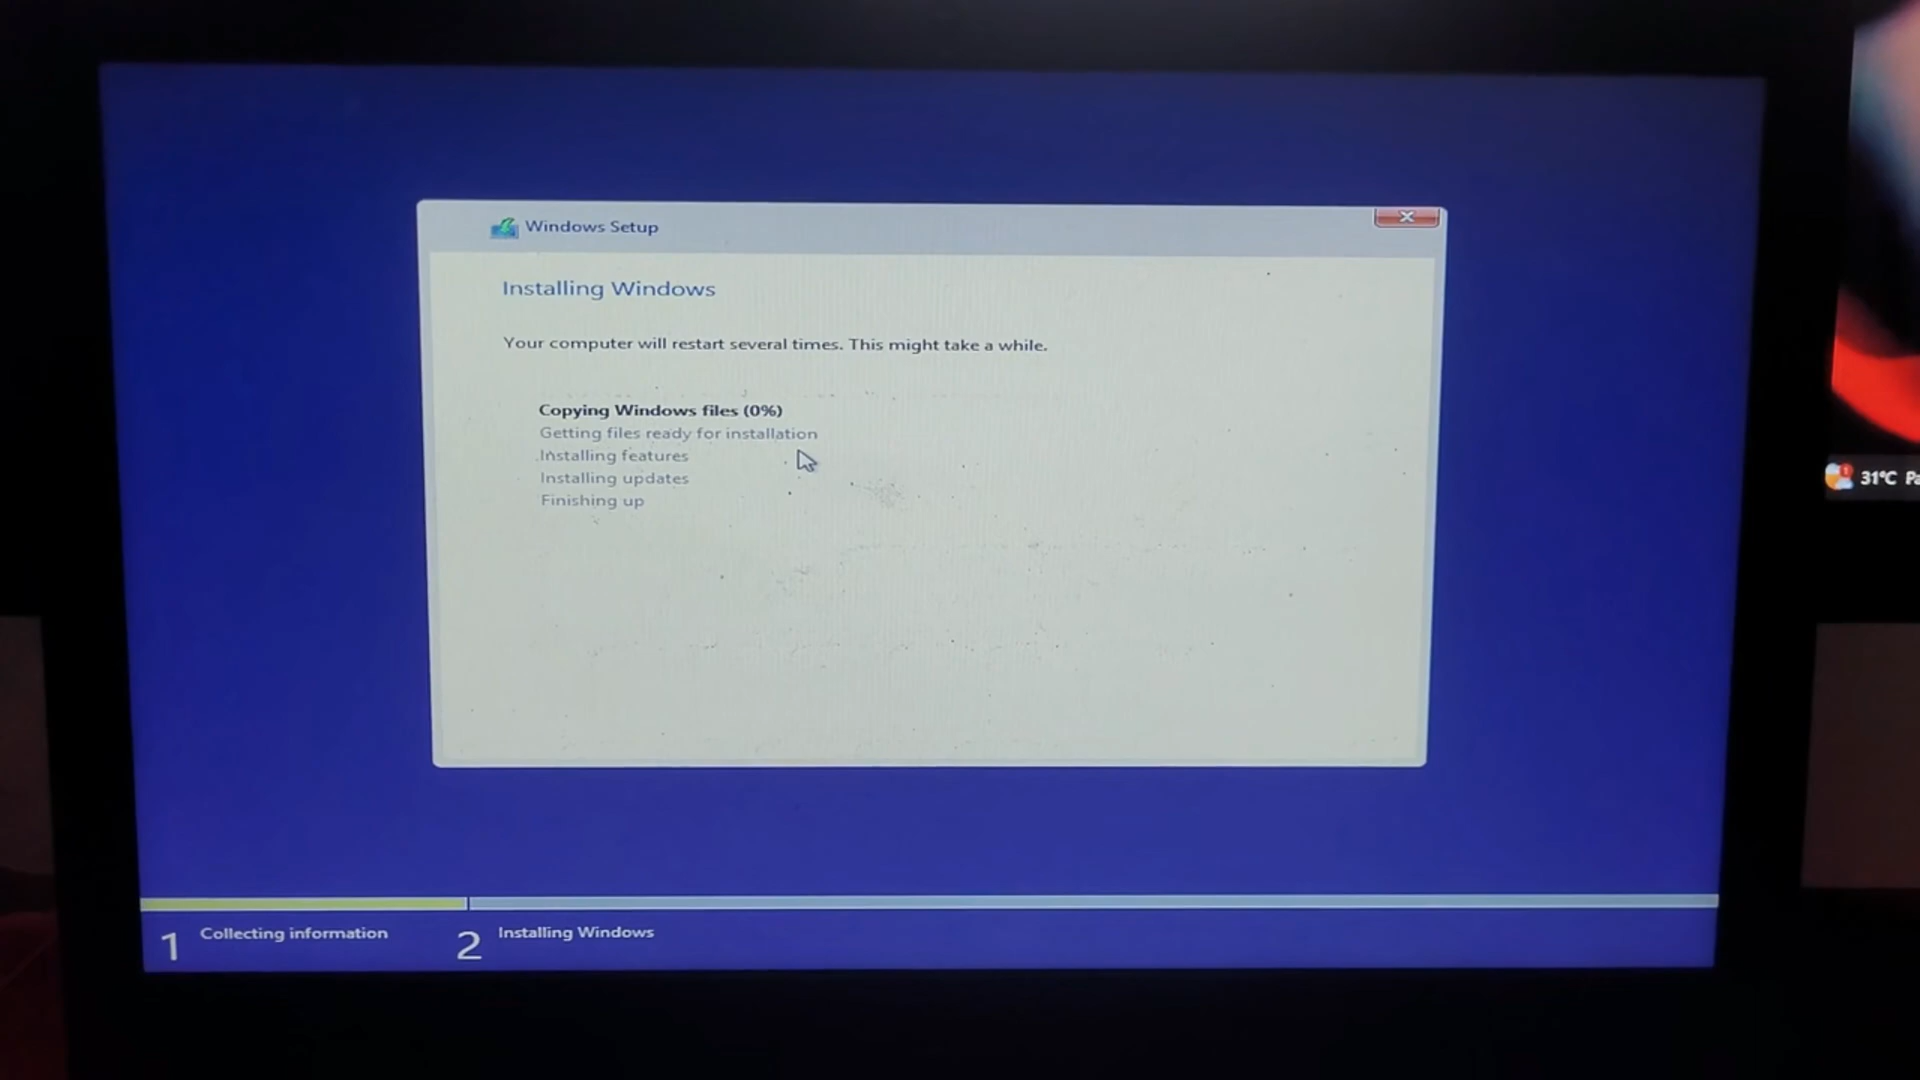 Windows Setup
Installing Windows
Your computer will restart several times. This might take a while.
Copying Windows files (0%)
Getting files ready for installation
Installing features
Installing updates
Finishing up
31°C
1 Collecting information
2 Installing Windows